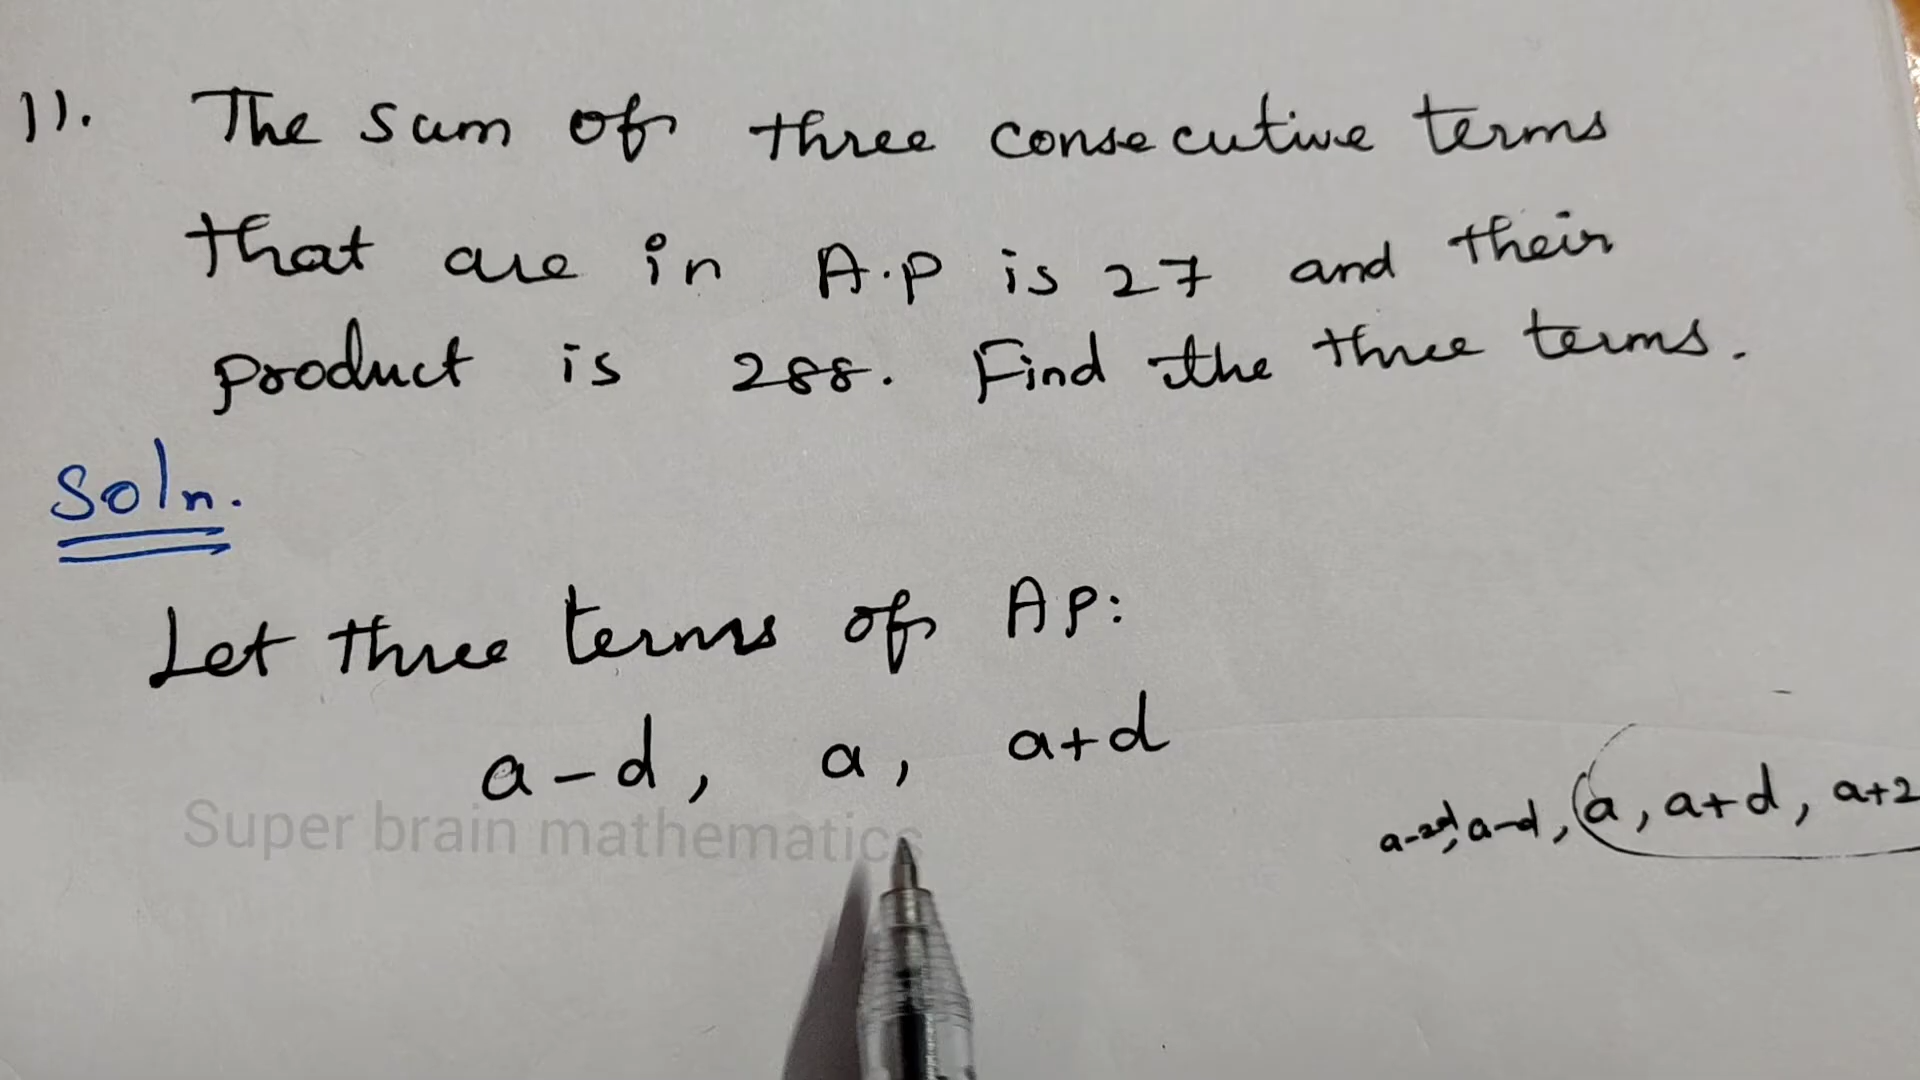 11. The sum of three consecutive terms
that are in A.P is 27 and their
product is 288. Find the three terms.
Soln.
Let three terms of AP:
a-d, a, a+d
a-2d, a-d, (a, a+d, a+2
Super brain mathematics